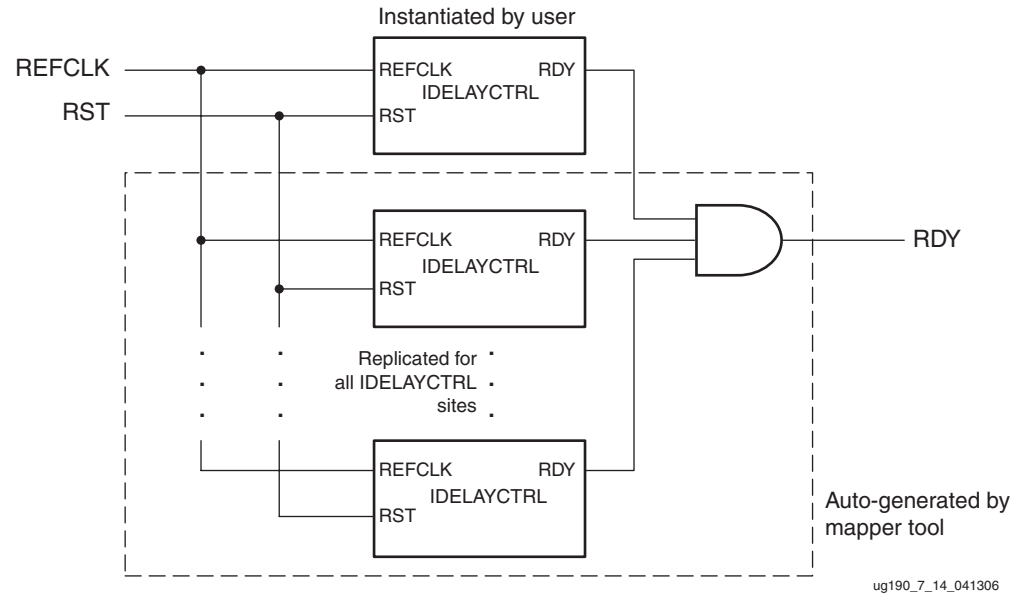 Instantiated by user
REFCLK
REFCLK RDY
IDELAYCTRL
RST
RST
REFCLK RDY
IDELAYCTRL
RST
RDY
Replicated for
all IDELAYCTRL
sites
REFCLK RDY
IDELAYCTRL
RST
Auto-generated by
mapper tool
ug190_7_14_041306